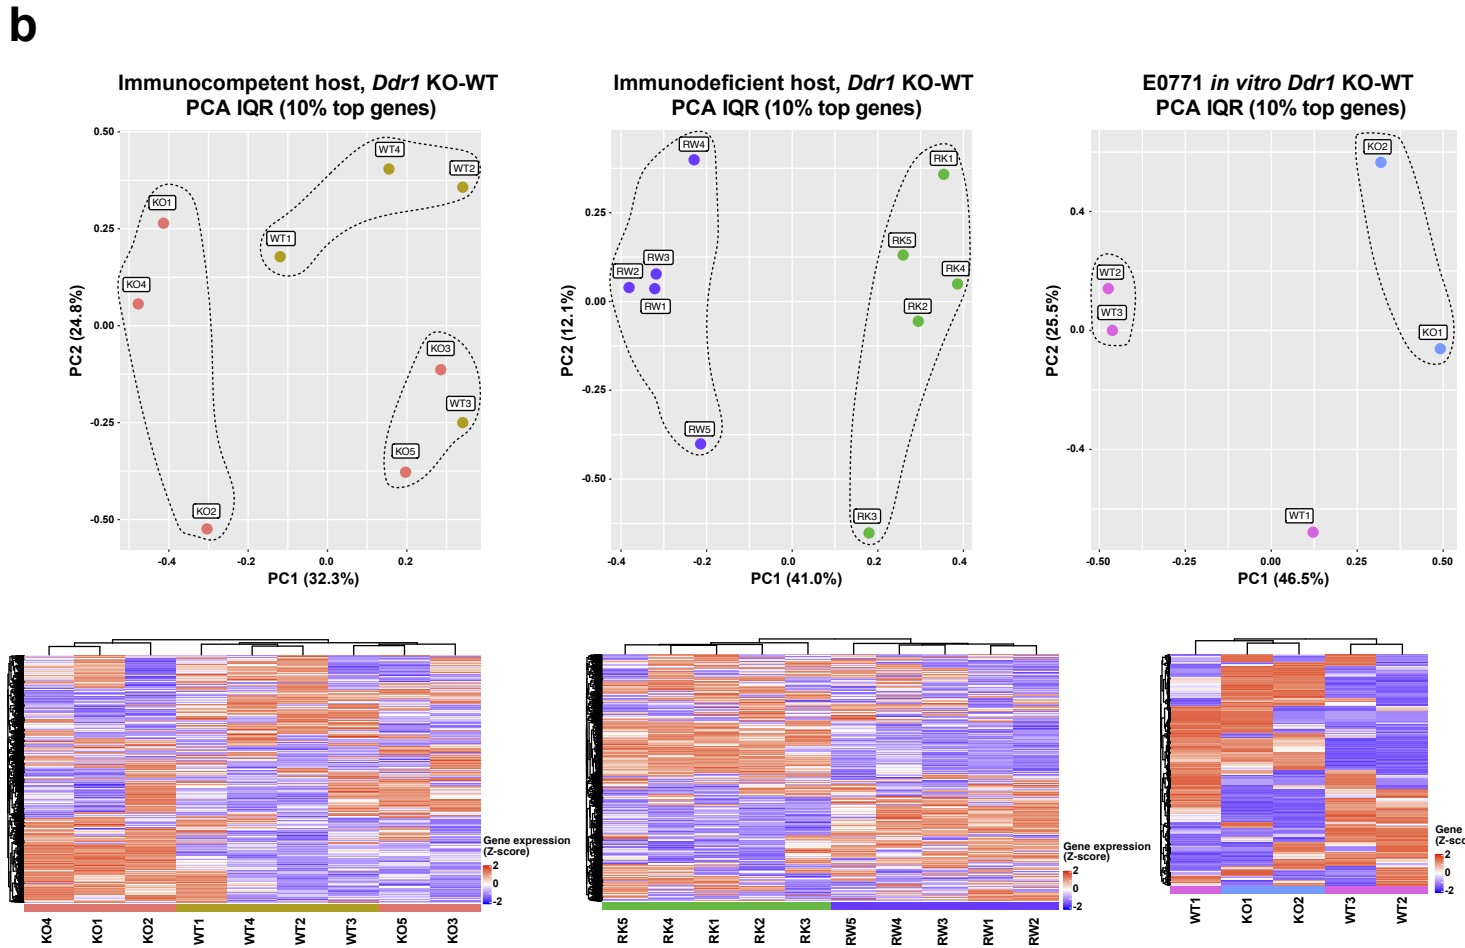 b
Immunocompetent host, Ddr1 KO-WT
PCA IQR (10% top genes)
0.50
0.25
0.00
-0.25
-0.50
PC2 (24.8%)
WT4
WT2
KO1
WT1
KO4
KO3
WT3
KO5
KO2
-0.4
-0.2
0.0
0.2
PC1 (32.3%)
Immunodeficient host, Ddr1 KO-WT
PCA IQR (10% top genes)
0.25
0.00
-0.25
-0.50
PC2 (12.1%)
RW4
RK1
RK5
RW3
RW2
RK4
RW1
RK2
RW5
RK3
-0.4
-0.2
0.0
0.2
0.4
PC1 (41.0%)
E0771 in vitro Ddr1 KO-WT
PCA IQR (10% top genes)
0.4
0.0
-0.4
PC2 (25.5%)
KO2
WT2
WT3
KO1
WT1
-0.50
-0.25
0.00
0.25
0.50
PC1 (46.5%)
Gene expression
(Z-score)
2
0
-2
KO4
KO1
KO2
WT1
WT4
WT2
WT3
KO5
KO3
Gene expression
(Z-score)
2
0
-2
RK5
RK4
RK1
RK2
RK3
RW5
RW4
RW3
RW1
RW2
Gene
(Z-sco
2
0
-2
WT1
KO1
KO2
WT3
WT2